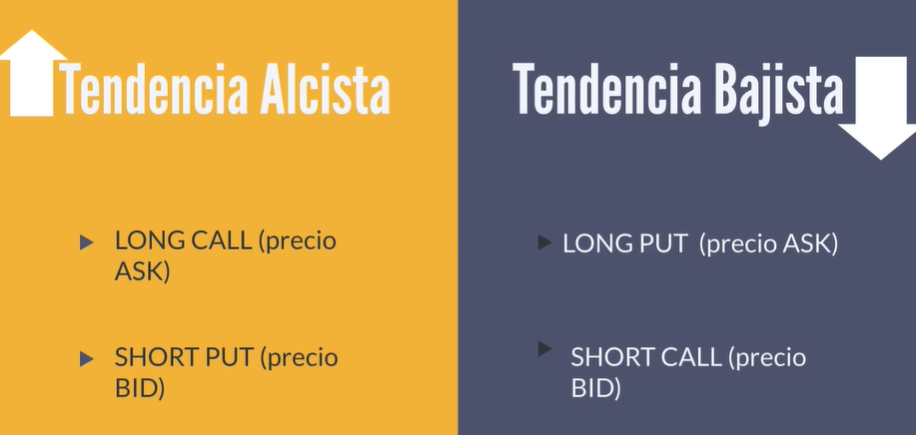 Tendencia Alcista
LONG CALL (precio
ASK)
SHORT PUT (precio
BID)
Tendencia Bajista
LONG PUT (precio ASK)
SHORT CALL (precio
BID)